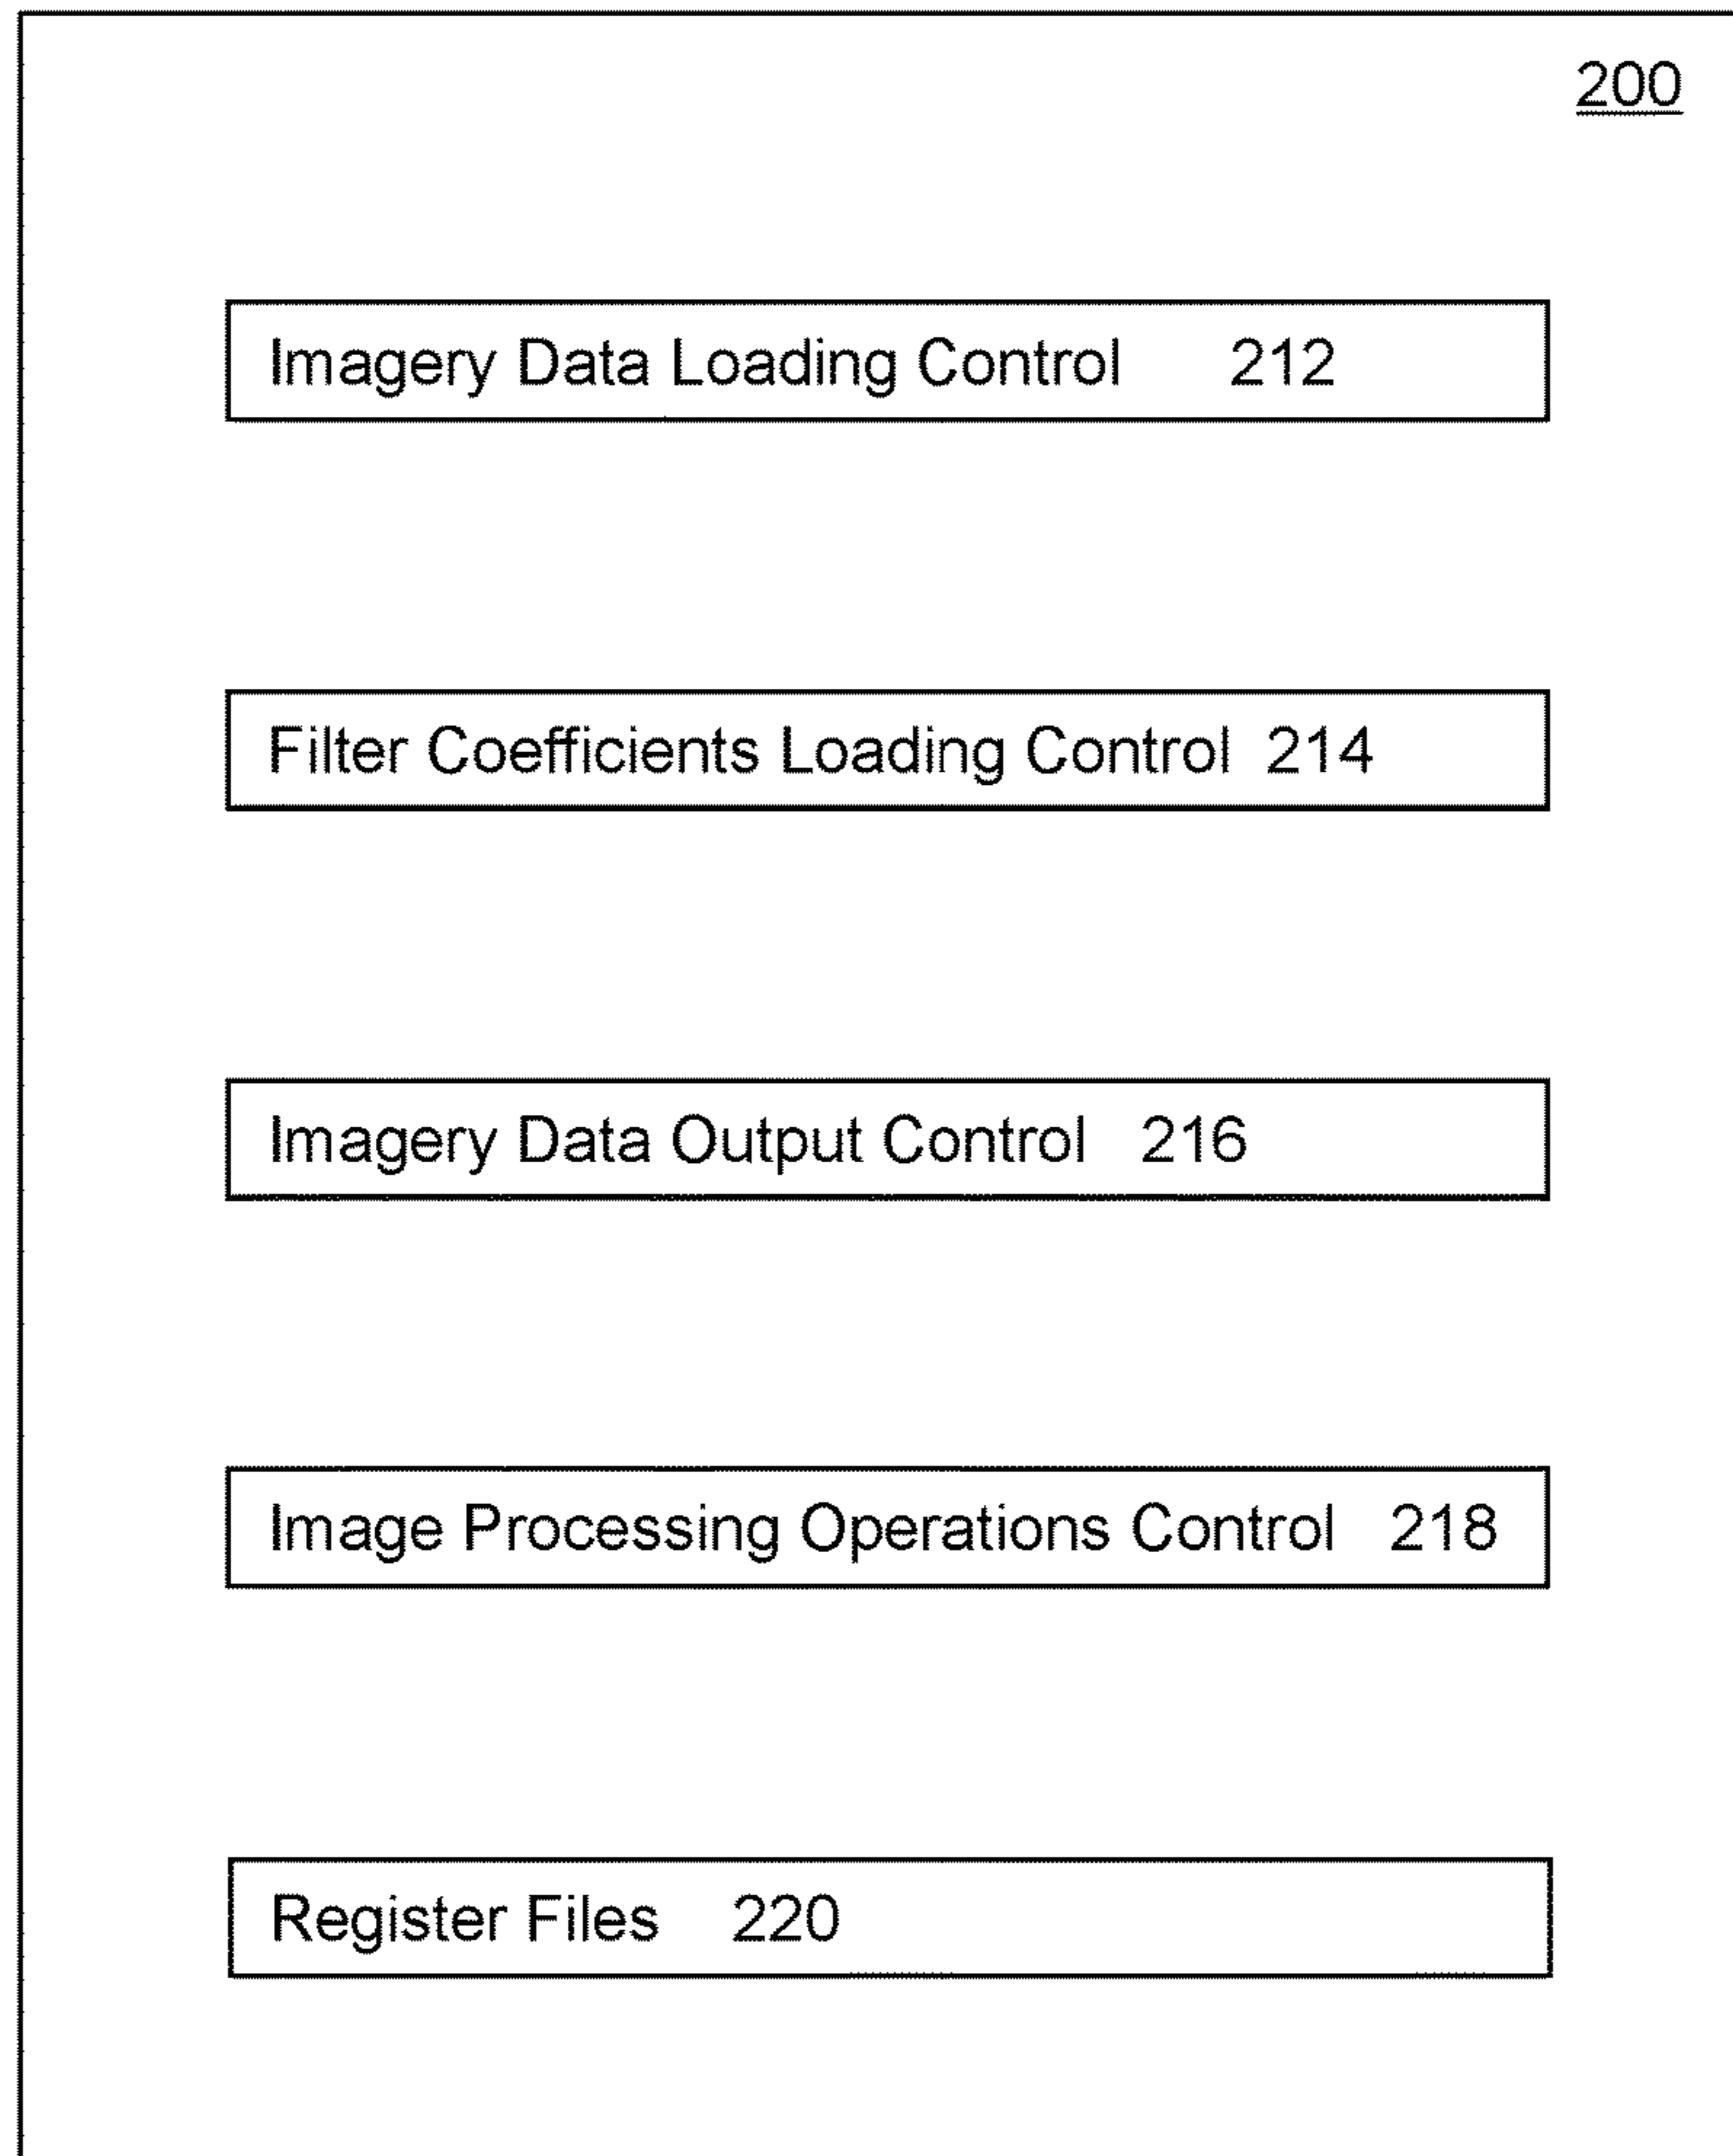 200
Imagery Data Loading Control 212
Filter Coefficients Loading Control 214
Imagery Data Output Control 216
Image Processing Operations Control 218
Register Files 220